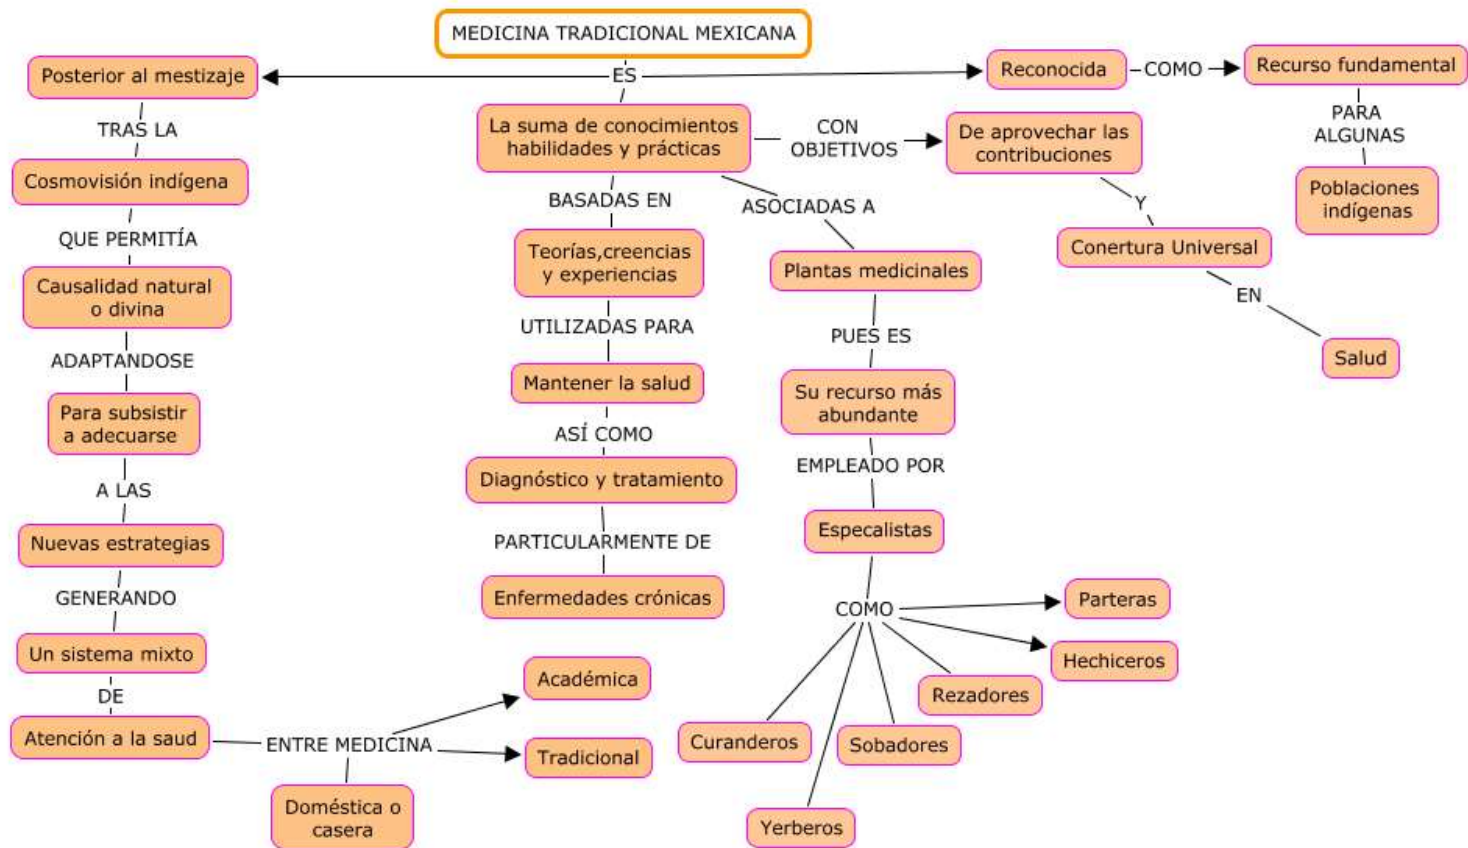 MEDICINA TRADICIONAL MEXICANA
ES
Posterior al mestizaje
TRAS LA
Cosmovisión indígena
QUE PERMITÍA
Causalidad natural
o divina
ADAPTANDOSE
Para subsistir
a adecuarse
A LAS
Nuevas estrategias
GENERANDO
Un sistema mixto
DE
Atención a la saud
ENTRE MEDICINA
Académica
Tradicional
Doméstica o
casera
La suma de conocimientos
habilidades y prácticas
BASADAS EN
Teorías,creencias
y experiencias
UTILIZADAS PARA
Mantener la salud
ASÍ COMO
Diagnóstico y tratamiento
PARTICULARMENTE DE
Enfermedades crónicas
ASOCIADAS A
Plantas medicinales
PUES ES
Su recurso más
abundante
EMPLEADO POR
Especalistas
COMO
Parteras
Hechiceros
Rezadores
Sobadores
Curanderos
Yerberos
CON
OBJETIVOS
De aprovechar las
contribuciones
Y
Conertura Universal
EN
Salud
Reconocida
COMO
Recurso fundamental
PARA
ALGUNAS
Poblaciones
indígenas